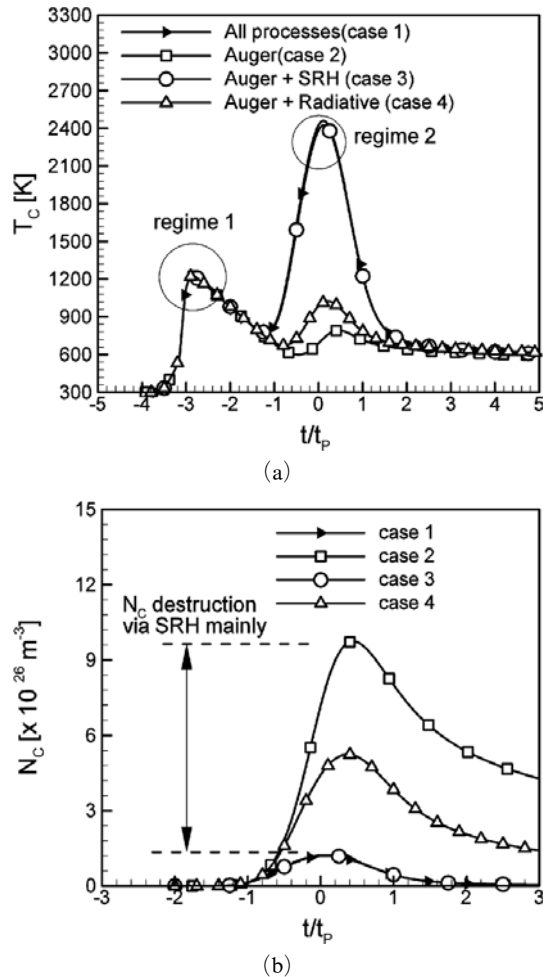 3300
3000
2700
2400
2100
1800
1500
1200
900
600
300
T_C [K]
All processes(case 1)
Auger(case 2)
Auger + SRH (case 3)
Auger + Radiative (case 4)
regime 2
regime 1
-5 -4 -3 -2 -1 0 1 2 3 4 5
t/t_P
(a)
15
12
9
6
3
0
N_C [x 10^26 m^-3]
case 1
case 2
case 3
case 4
N_C destruction
via SRH mainly
-3 -2 -1 0 1 2 3
t/t_P
(b)